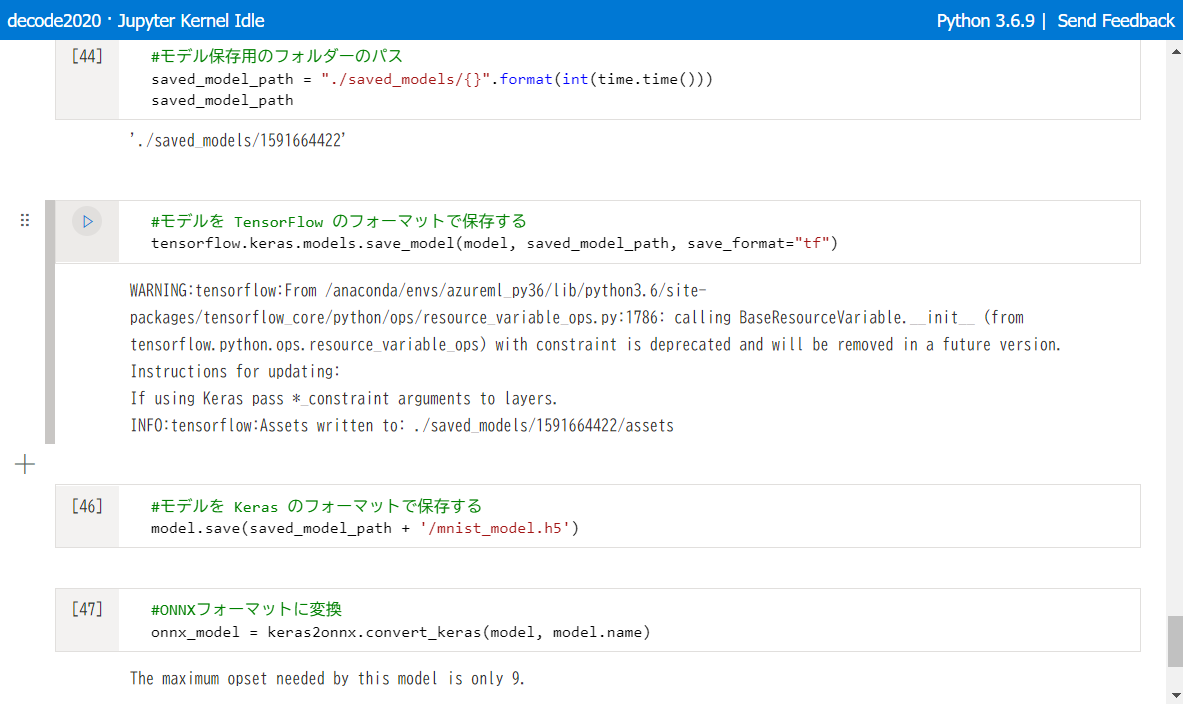 decode2020 · Jupyter Kernel Idle
Python 3.6.9 | Send Feedback
[44]
#モデル保存用のフォルダーのパス
saved_model_path = "./saved_models/{}".format(int(time.time()))
saved_model_path
'./saved_models/1591664422'
#モデルを TensorFlow のフォーマットで保存する
tensorflow.keras.models.save_model(model, saved_model_path, save_format="tf")
WARNING:tensorflow:From /anaconda/envs/azureml_py36/lib/python3.6/site-
packages/tensorflow_core/python/ops/resource_variable_ops.py:1786: calling BaseResourceVariable.__init__ (from
tensorflow.python.ops.resource_variable_ops) with constraint is deprecated and will be removed in a future version.
Instructions for updating:
If using Keras pass *_constraint arguments to layers.
INFO:tensorflow:Assets written to: ./saved_models/1591664422/assets
[46]
#モデルを Keras のフォーマットで保存する
model.save(saved_model_path + '/mnist_model.h5')
[47]
#ONNXフォーマットに変換
onnx_model = keras2onnx.convert_keras(model, model.name)
The maximum opset needed by this model is only 9.